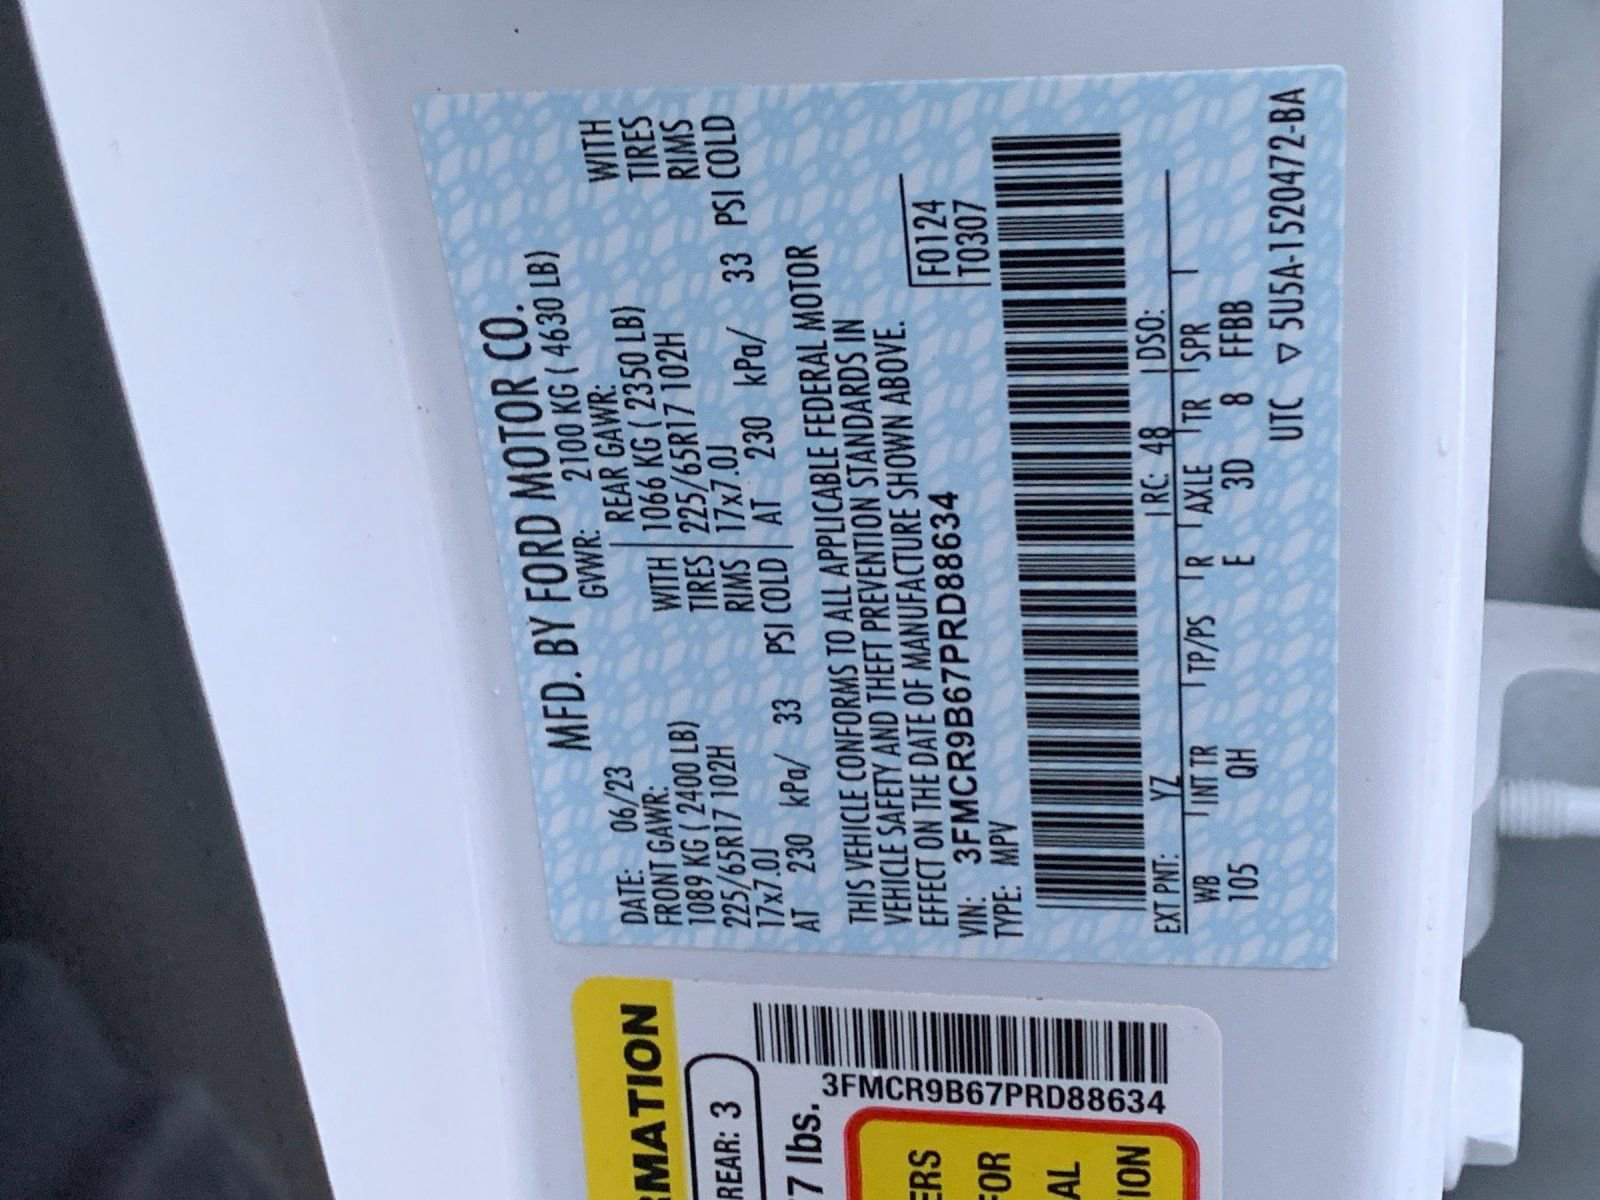 MFD. BY FORD MOTOR CO.
DATE: 06/23 GVWR: 2100 KG ( 4630 LB)
FRONT GAWR: REAR GAWR: WITH
1089 KG ( 2400 LB) WITH 1066 KG ( 2350 LB) TIRES
225/65R17 102H TIRES 225/65R17 102H RIMS
17x7.0J RIMS 17x7.0J
AT 230 kPa/ 33 PSI COLD AT 230 kPa/ 33 PSI COLD
THIS VEHICLE CONFORMS TO ALL APPLICABLE FEDERAL MOTOR
VEHICLE SAFETY AND THEFT PREVENTION STANDARDS IN
EFFECT ON THE DATE OF MANUFACTURE SHOWN ABOVE.
VIN: 3FMCR9B67PRD88634 F0124
TYPE: MPV T0307
EXT PNT: YZ RC: 48 DSO:
WB INT TR TP/PS R AXLE TR SPR
105 QH E 3D 8 FFBB
UTC ▽ 5U5A-1520472-BA
RMATION
REAR: 3
7 lbs.
3FMCR9B67PRD88634
ERS
FOR
AL
ION